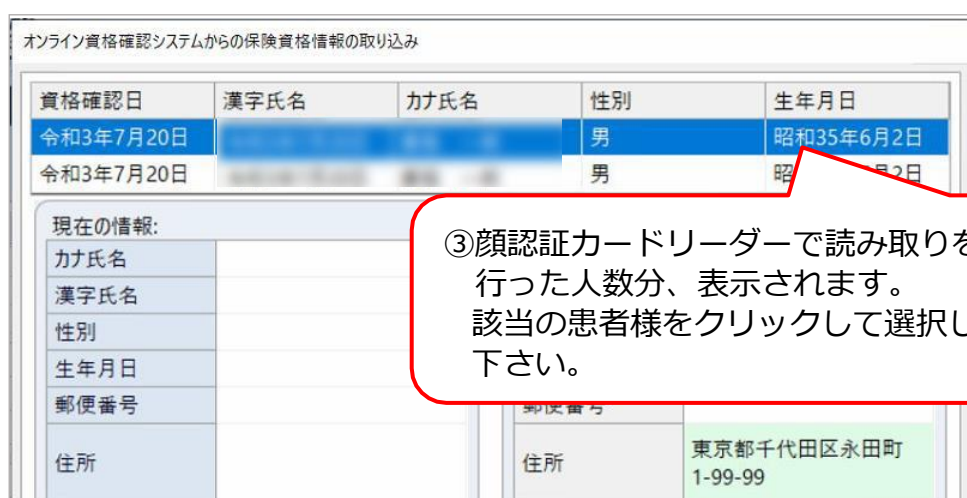 オンライン資格確認システムからの保険資格情報の取り込み
資格確認日 漢字氏名 カナ氏名 性別 生年月日
令和3年7月20日 男 昭和35年6月2日
令和3年7月20日 男 昭 月2日
現在の情報:
カナ氏名
漢字氏名
性別
生年月日
郵便番号
住所
③顔認証カードリーダーで読み取りを
行った人数分、表示されます。
該当の患者様をクリックして選択し
下さい。
郵便番号
住所 東京都千代田区永田町
1-99-99